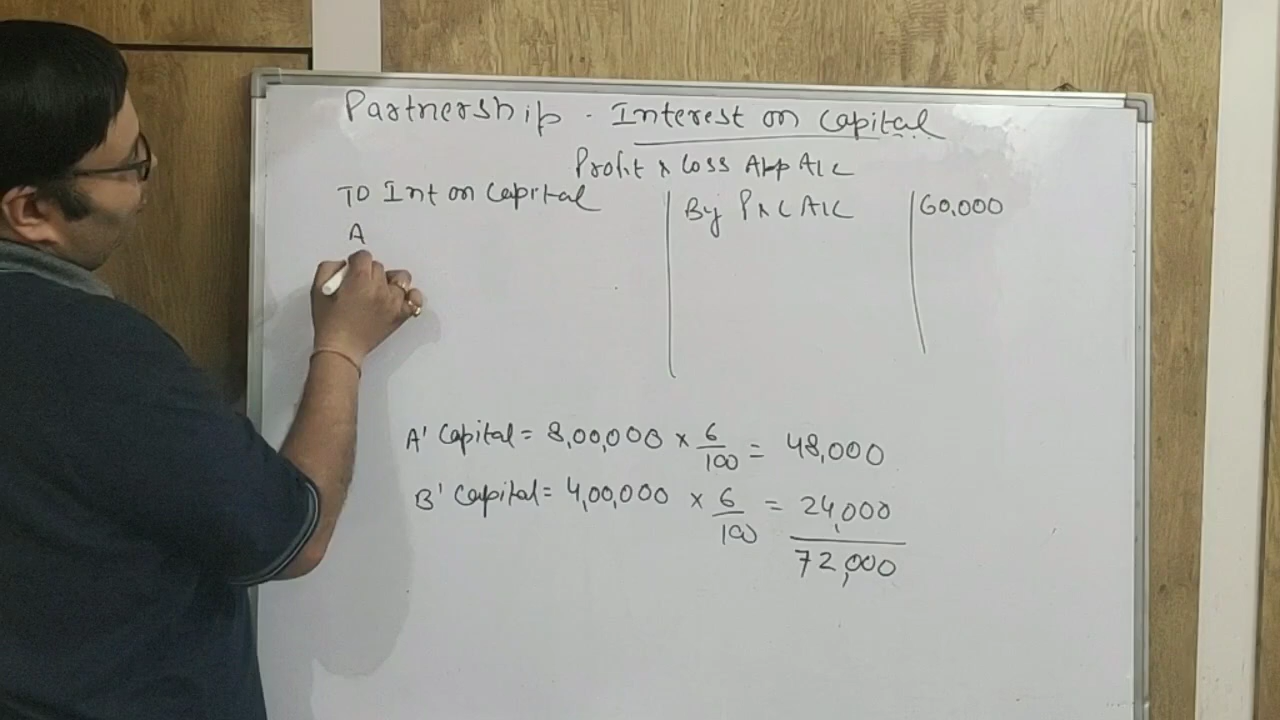 Partnership - Interest on Capital
Profit & Loss App A/c
TO Int on Capital
By P&L A/c
60,000
A
A' Capital = 8,00,000 × 6/100 = 48,000
B' Capital = 4,00,000 × 6/100 = 24,000
72,000